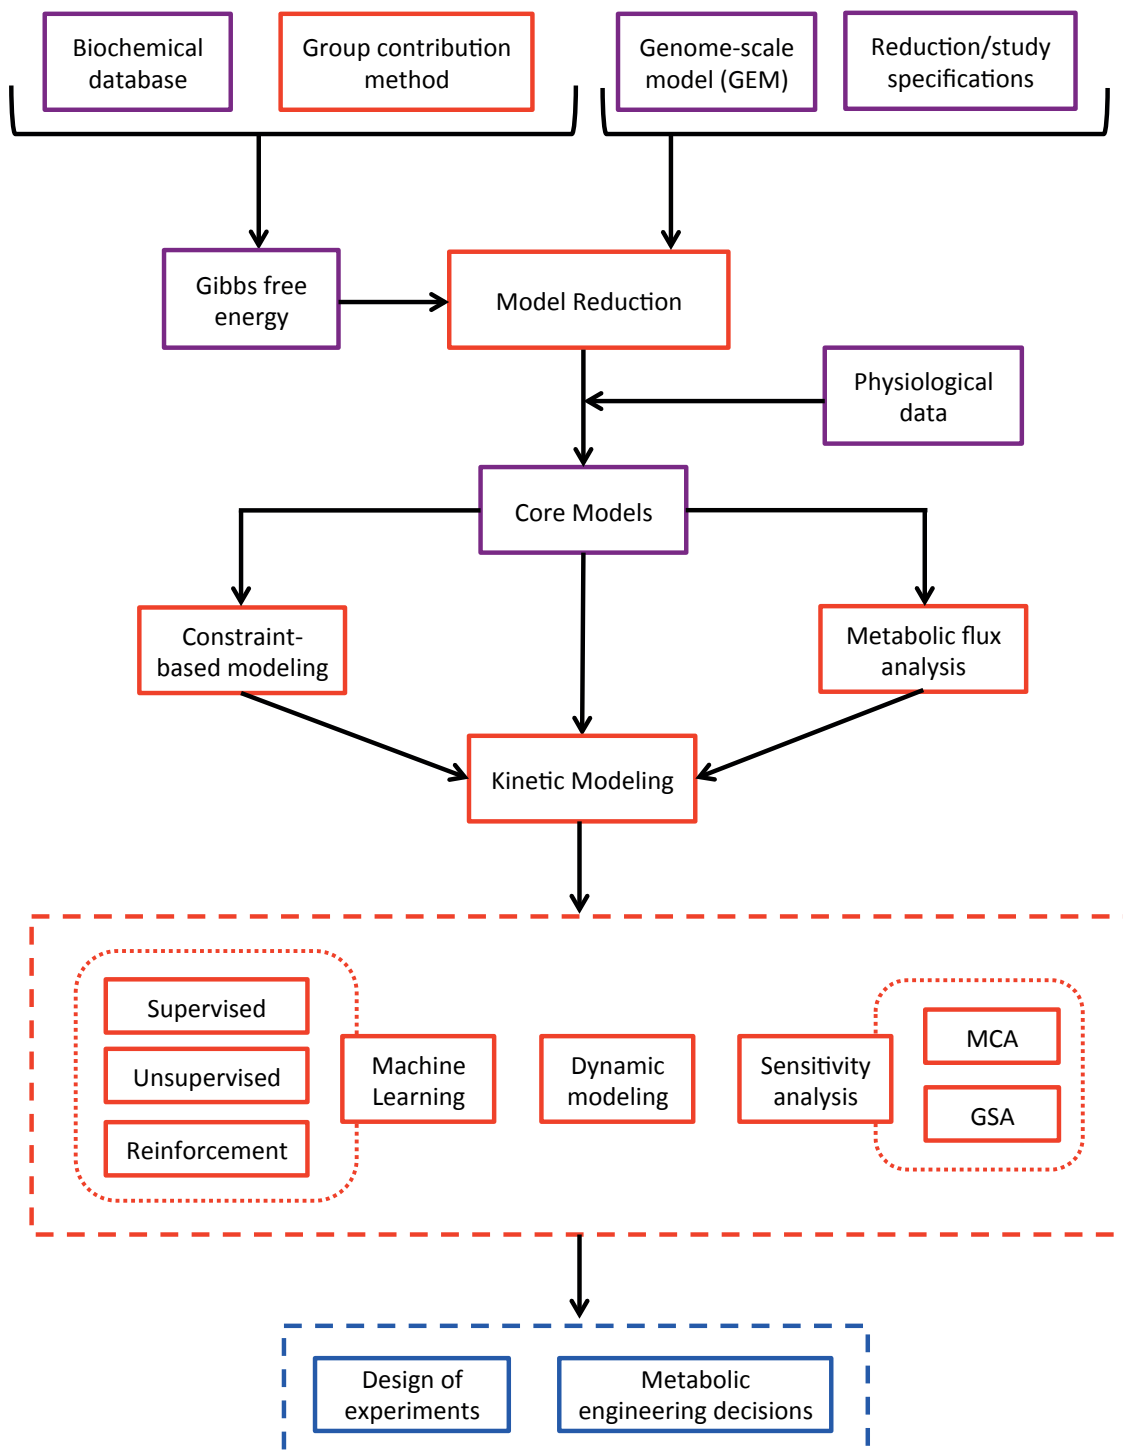 Biochemical
database
Group contribution
method
Genome-scale
model (GEM)
Reduction/study
specifications
Gibbs free
energy
Model Reduction
Physiological
data
Core Models
Constraint-
based modeling
Metabolic flux
analysis
Kinetic Modeling
Supervised
Unsupervised
Reinforcement
Machine
Learning
Dynamic
modeling
Sensitivity
analysis
MCA
GSA
Design of
experiments
Metabolic
engineering decisions